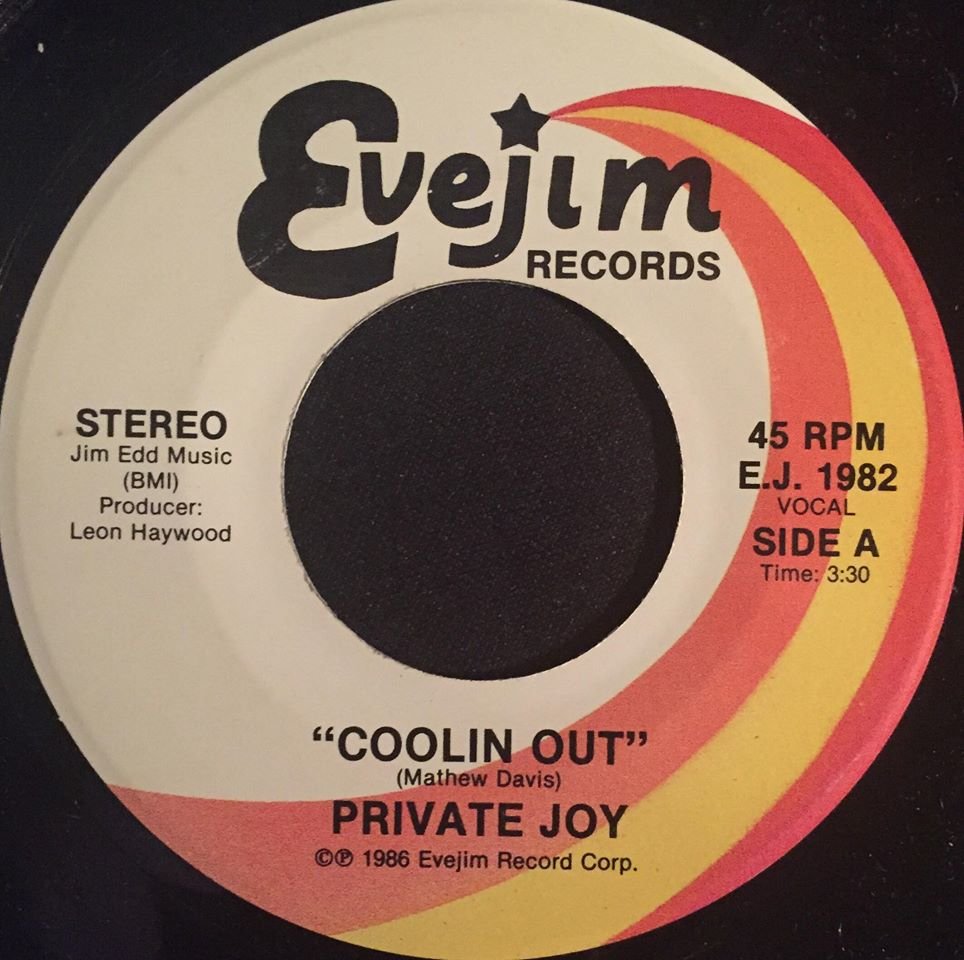 Evejim
RECORDS
STEREO
Jim Edd Music
(BMI)
Producer:
Leon Haywood
45 RPM
E.J. 1982
VOCAL
SIDE A
Time: 3:30
“COOLIN OUT”
(Mathew Davis)
PRIVATE JOY
©℗ 1986 Evejim Record Corp.